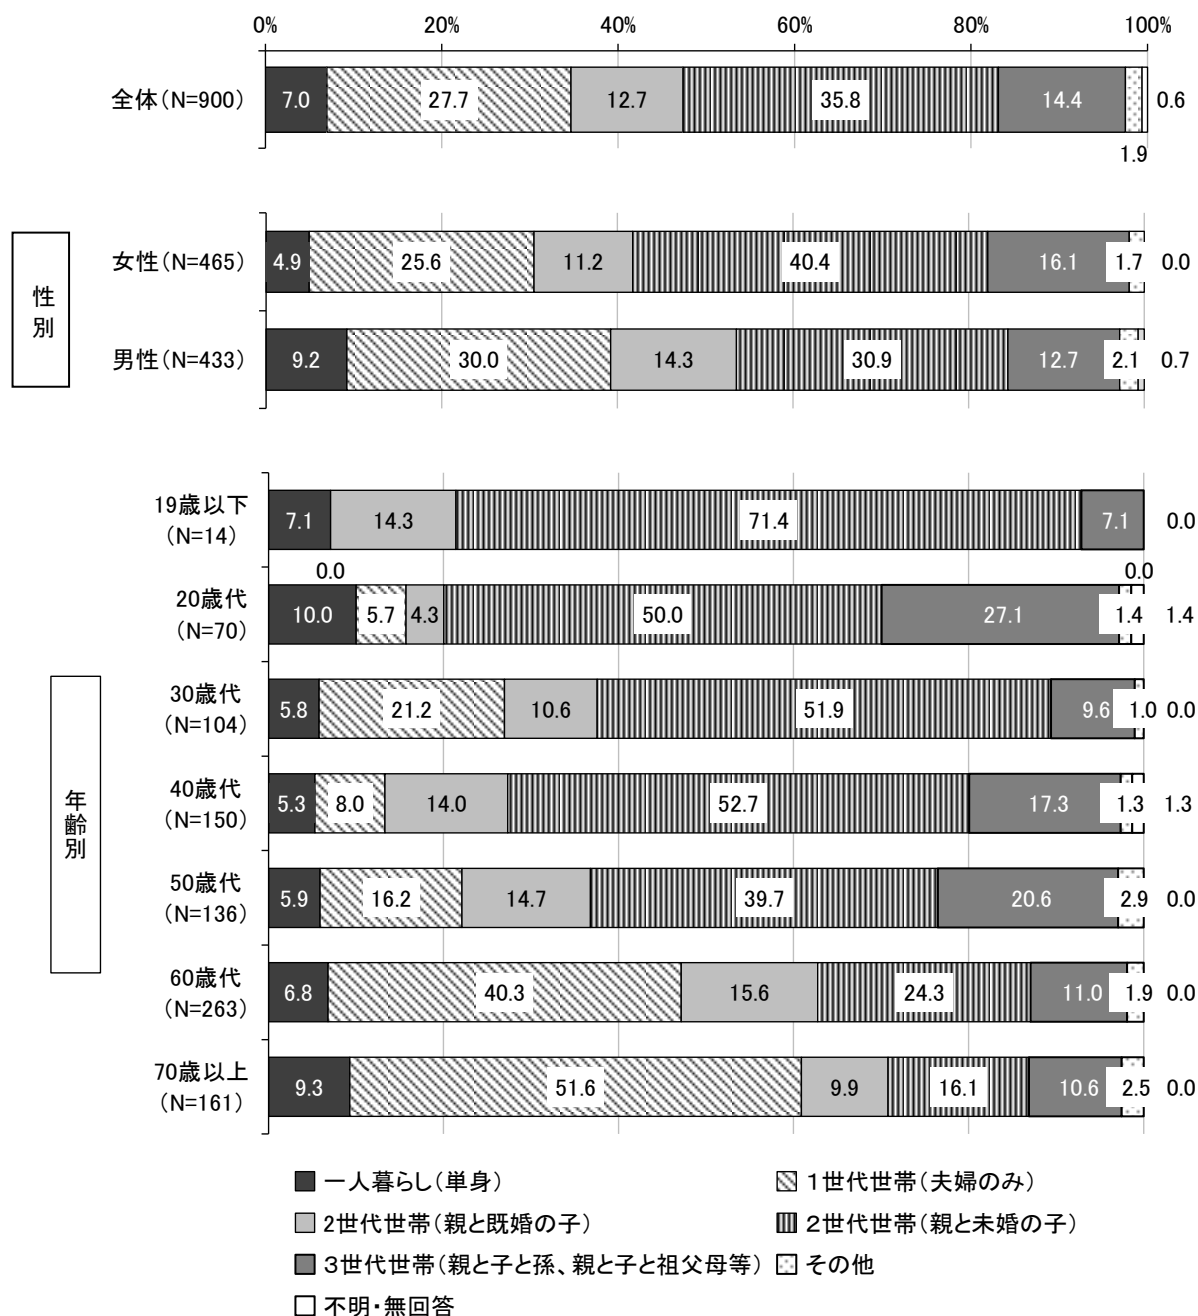 0%　20%　40%　60%　80%　100%
全体(N=900)　7.0　27.7　12.7　35.8　14.4　0.6
1.9
性別
女性(N=465)　4.9　25.6　11.2　40.4　16.1　1.7　0.0
男性(N=433)　9.2　30.0　14.3　30.9　12.7　2.1　0.7
年齢別
19歳以下
(N=14)　7.1　14.3　71.4　7.1　0.0
0.0　0.0
20歳代
(N=70)　10.0　5.7　4.3　50.0　27.1　1.4　1.4
30歳代
(N=104)　5.8　21.2　10.6　51.9　9.6　1.0　0.0
40歳代
(N=150)　5.3　8.0　14.0　52.7　17.3　1.3　1.3
50歳代
(N=136)　5.9　16.2　14.7　39.7　20.6　2.9　0.0
60歳代
(N=263)　6.8　40.3　15.6　24.3　11.0　1.9　0.0
70歳以上
(N=161)　9.3　51.6　9.9　16.1　10.6　2.5　0.0
一人暮らし(単身)　1世代世帯(夫婦のみ)
2世代世帯(親と既婚の子)　2世代世帯(親と未婚の子)
3世代世帯(親と子と孫、親と子と祖父母等)　その他
不明・無回答